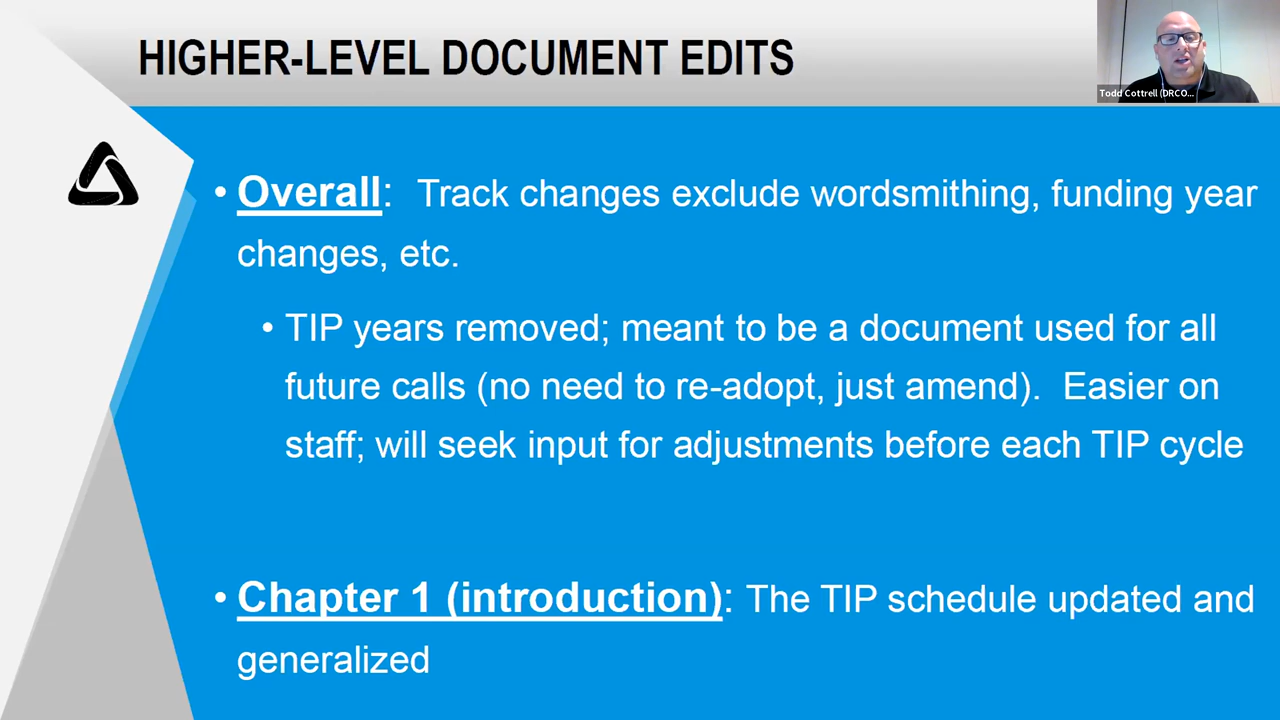 HIGHER-LEVEL DOCUMENT EDITS
Todd Cottrell (DRCO...
• Overall: Track changes exclude wordsmithing, funding year
changes, etc.
• TIP years removed; meant to be a document used for all
future calls (no need to re-adopt, just amend). Easier on
staff; will seek input for adjustments before each TIP cycle
• Chapter 1 (introduction): The TIP schedule updated and
generalized